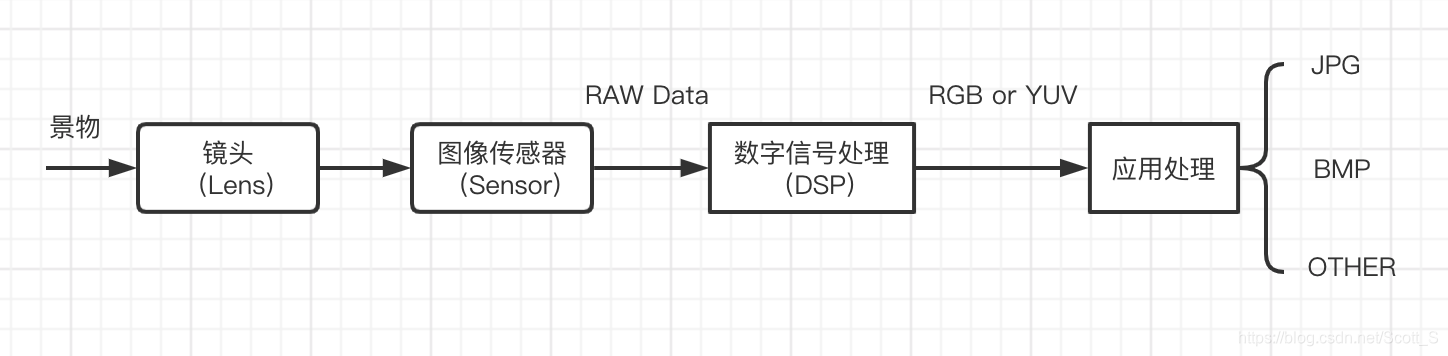 景物
镜头
（Lens）
图像传感器
（Sensor）
RAW Data
数字信号处理
（DSP）
RGB or YUV
应用处理
JPG
BMP
OTHER
https://blog.csdn.net/Scott_S